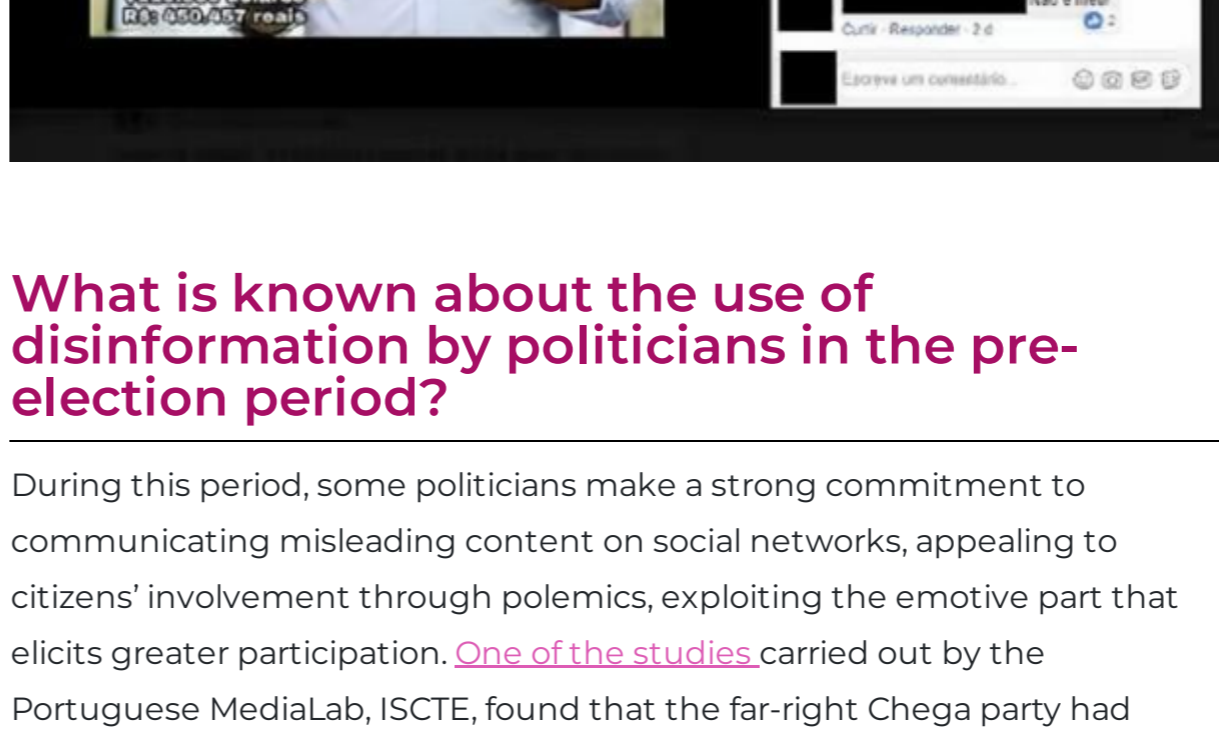 R$: 450.457 reais
Curtir · Responder · 2 d
2
Escreva um comentário...
What is known about the use of
disinformation by politicians in the pre-
election period?
During this period, some politicians make a strong commitment to
communicating misleading content on social networks, appealing to
citizens’ involvement through polemics, exploiting the emotive part that
elicits greater participation. One of the studies carried out by the
Portuguese MediaLab, ISCTE, found that the far-right Chega party had